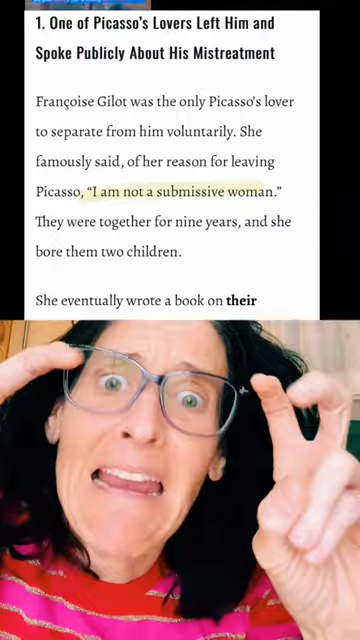 1. One of Picasso's Lovers Left Him and
Spoke Publicly About His Mistreatment
Françoise Gilot was the only Picasso's lover
to separate from him voluntarily. She
famously said, of her reason for leaving
Picasso, “I am not a submissive woman.”
They were together for nine years, and she
bore them two children.
She eventually wrote a book on their